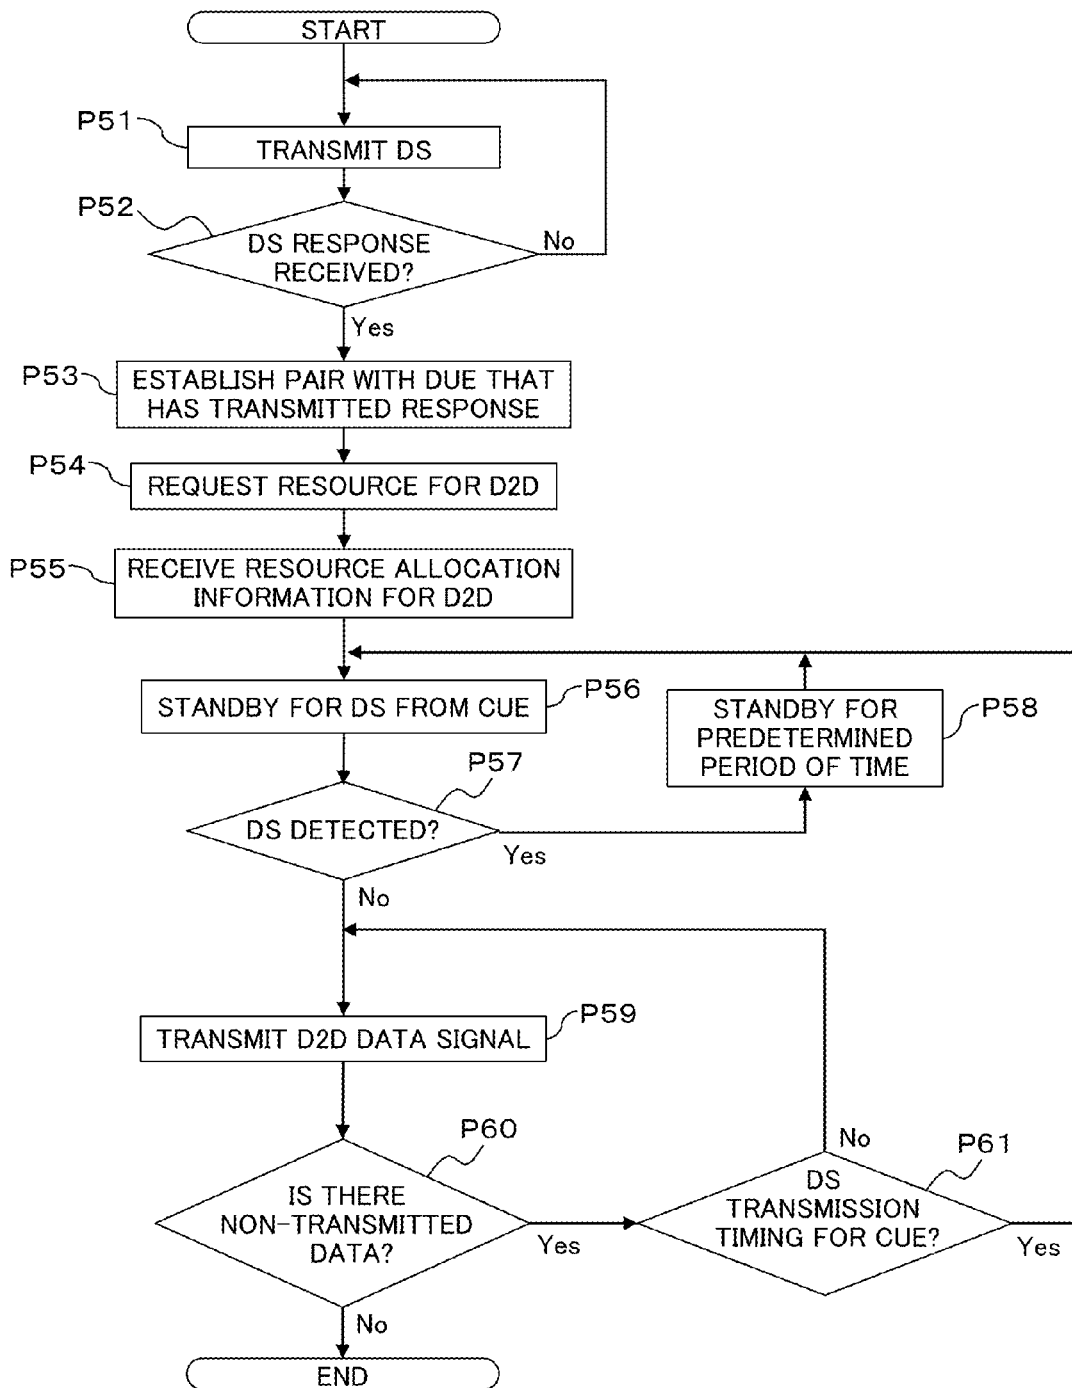 START
P51
TRANSMIT DS
P52
DS RESPONSE
RECEIVED?
No
Yes
P53
ESTABLISH PAIR WITH DUE THAT
HAS TRANSMITTED RESPONSE
P54
REQUEST RESOURCE FOR D2D
P55
RECEIVE RESOURCE ALLOCATION
INFORMATION FOR D2D
STANDBY FOR DS FROM CUE
P56
STANDBY FOR
PREDETERMINED
PERIOD OF TIME
P58
P57
DS DETECTED?
Yes
No
TRANSMIT D2D DATA SIGNAL
P59
P60
IS THERE
NON-TRANSMITTED
DATA?
Yes
No
P61
DS
TRANSMISSION
TIMING FOR CUE?
No
Yes
END